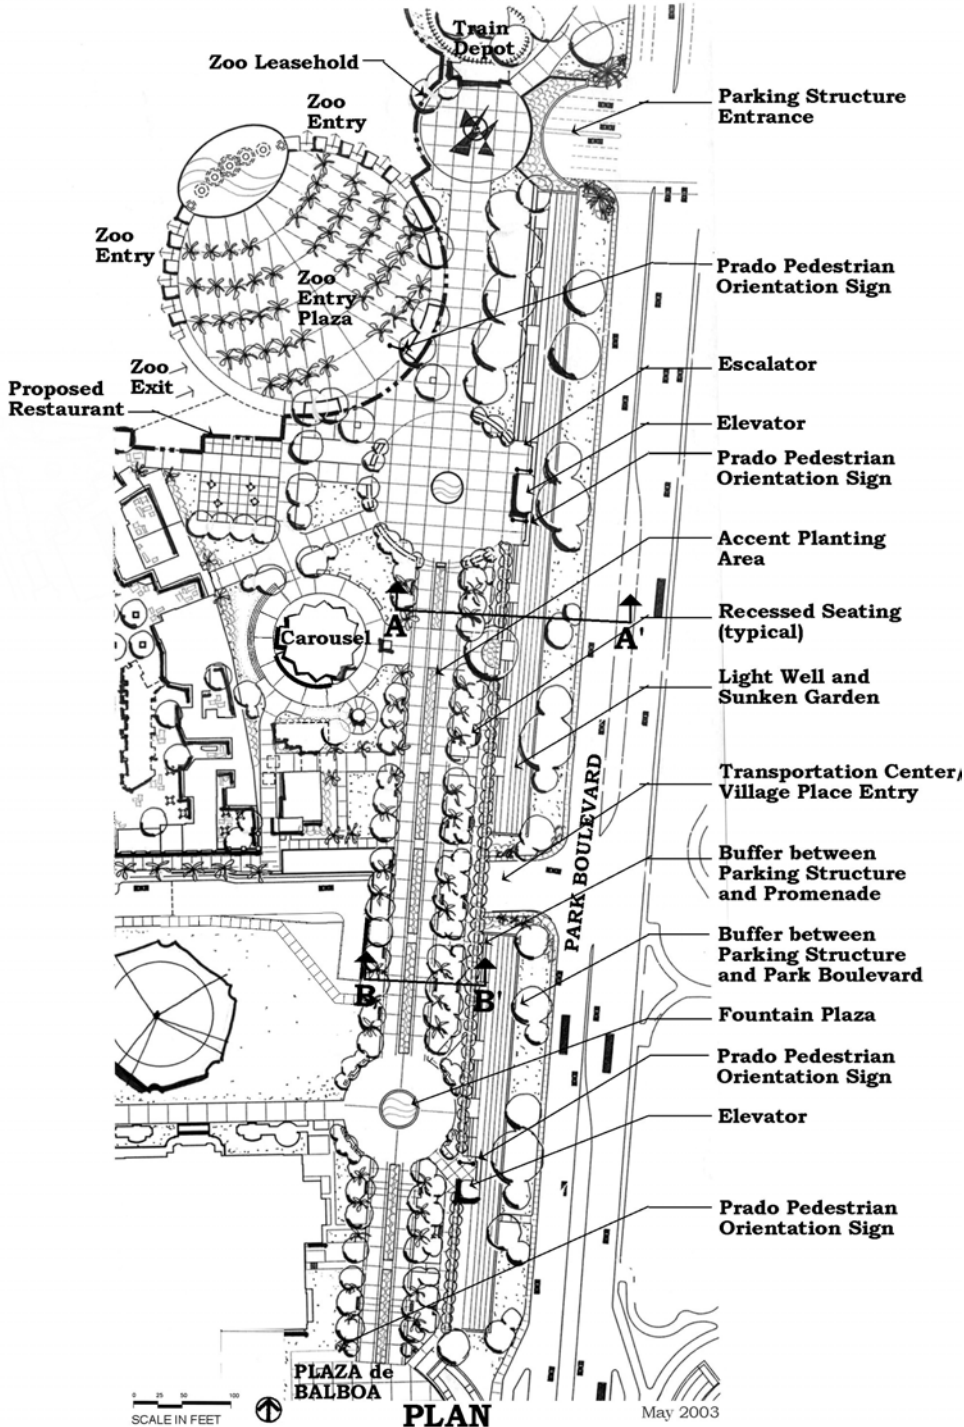 Train
Depot
Zoo Leasehold
Zoo
Entry
Parking Structure
Entrance
Zoo
Entry
Zoo
Entry
Plaza
Prado Pedestrian
Orientation Sign
Zoo
Exit
Escalator
Proposed
Restaurant
Elevator
Prado Pedestrian
Orientation Sign
Accent Planting
Area
A
A'
Recessed Seating
(typical)
Carousel
Light Well and
Sunken Garden
PARK BOULEVARD
Transportation Center/
Village Place Entry
Buffer between
Parking Structure
and Promenade
Buffer between
Parking Structure
and Park Boulevard
B
B'
Fountain Plaza
Prado Pedestrian
Orientation Sign
Elevator
Prado Pedestrian
Orientation Sign
PLAZA de
BALBOA
0 25 50 100
SCALE IN FEET
PLAN
May 2003